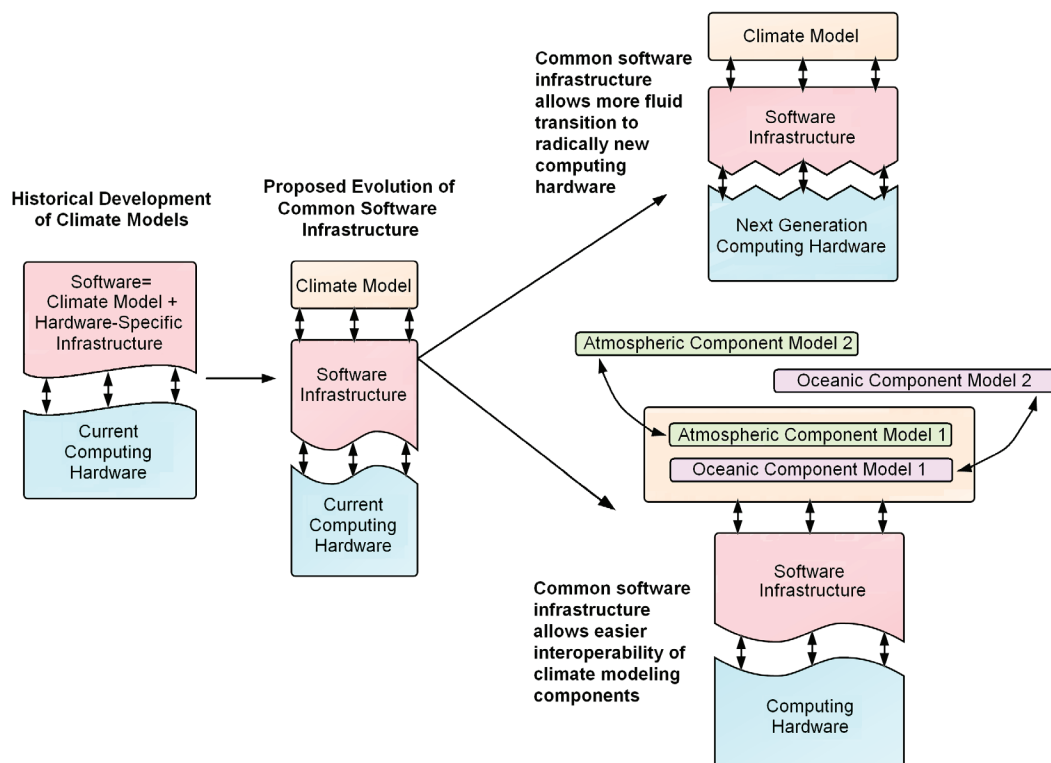 Historical Development
of Climate Models
Software=
Climate Model +
Hardware-Specific
Infrastructure
Current
Computing
Hardware
Proposed Evolution of
Common Software
Infrastructure
Climate Model
Software
Infrastructure
Current
Computing
Hardware
Common software
infrastructure
allows more fluid
transition to
radically new
computing
hardware
Climate Model
Software
Infrastructure
Next Generation
Computing Hardware
Atmospheric Component Model 2
Oceanic Component Model 2
Atmospheric Component Model 1
Oceanic Component Model 1
Common software
infrastructure
allows easier
interoperability of
climate modeling
components
Software
Infrastructure
Computing
Hardware